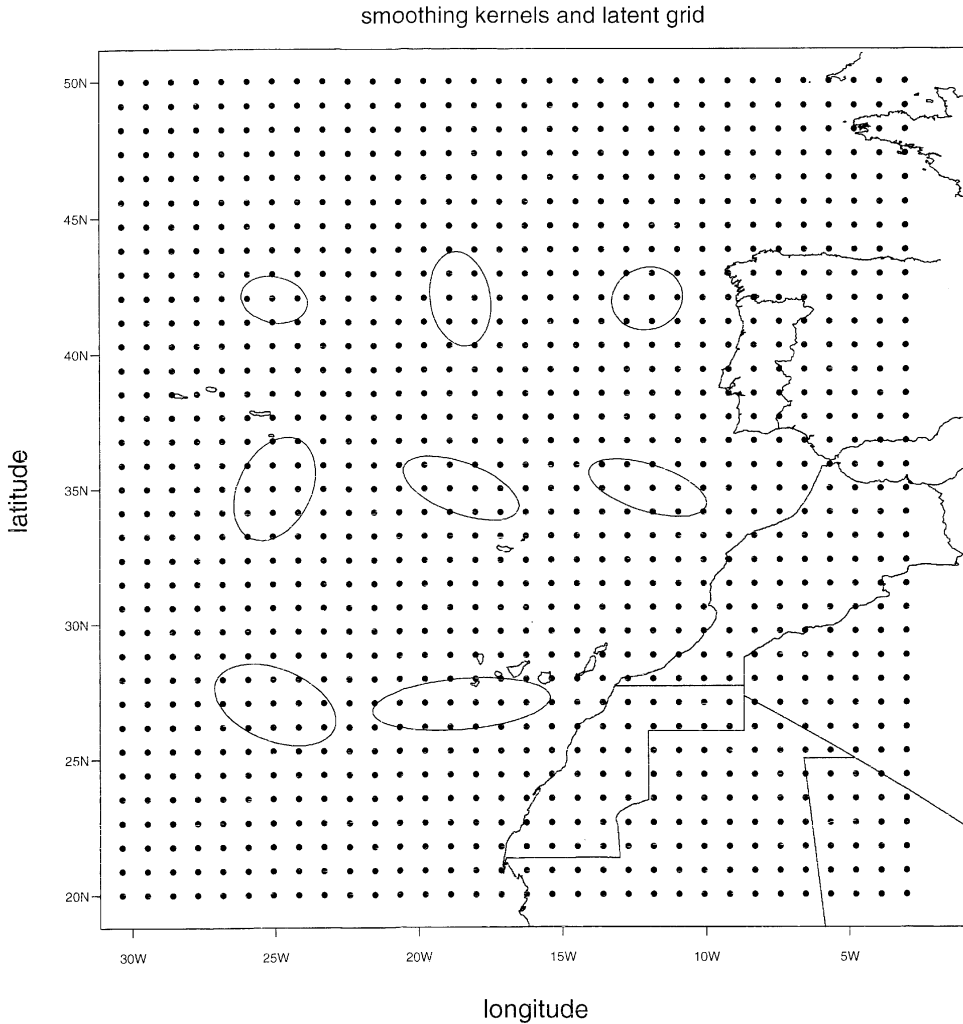 smoothing kernels and latent grid
50N
45N
40N
35N
30N
25N
20N
latitude
30W
25W
20W
15W
10W
5W
longitude